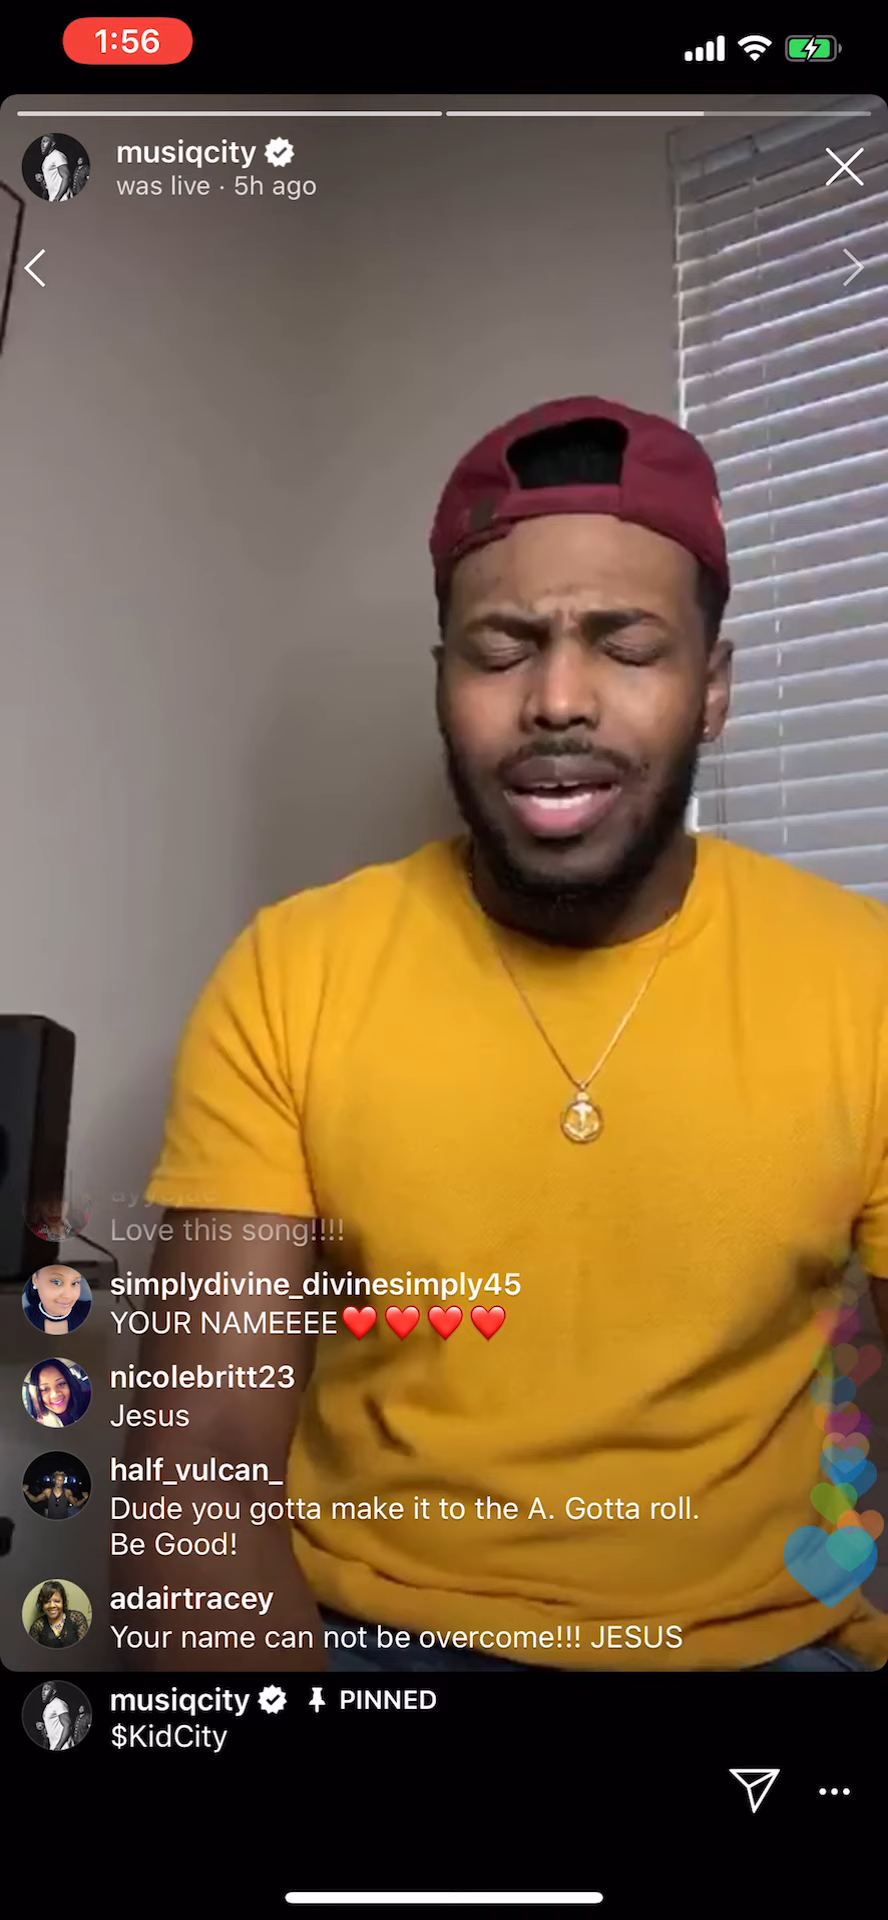 1:56
musiqcity
was live · 5h ago
Love this song!!!!
simplydivine_divinesimply45
YOUR NAMEEEE❤️❤️❤️❤️
nicolebritt23
Jesus
half_vulcan_
Dude you gotta make it to the A. Gotta roll.
Be Good!
adairtracey
Your name can not be overcome!!! JESUS
musiqcity PINNED
$KidCity